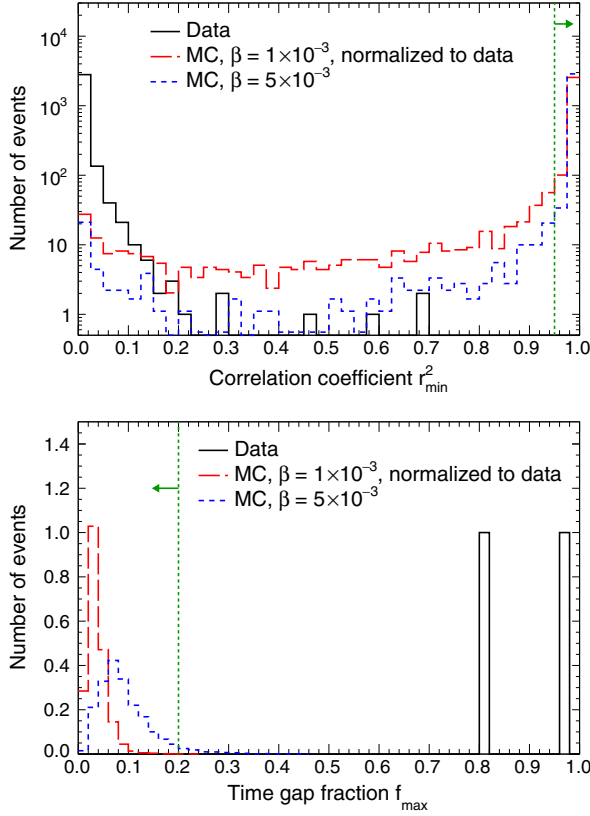 Data
MC, β = 1×10⁻³, normalized to data
MC, β = 5×10⁻³
Number of events
10⁴
10³
10²
10
1
0.0 0.1 0.2 0.3 0.4 0.5 0.6 0.7 0.8 0.9 1.0
Correlation coefficient r²min
Data
MC, β = 1×10⁻³, normalized to data
MC, β = 5×10⁻³
Number of events
1.4
1.2
1.0
0.8
0.6
0.4
0.2
0.0
0.0 0.1 0.2 0.3 0.4 0.5 0.6 0.7 0.8 0.9 1.0
Time gap fraction fmax